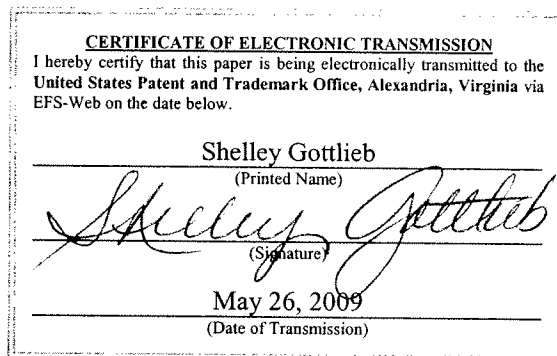 CERTIFICATE OF ELECTRONIC TRANSMISSION
I hereby certify that this paper is being electronically transmitted to the
United States Patent and Trademark Office, Alexandria, Virginia via
EFS-Web on the date below.
Shelley Gottlieb
(Printed Name)
Shelley Gottlieb
(Signature)
May 26, 2009
(Date of Transmission)